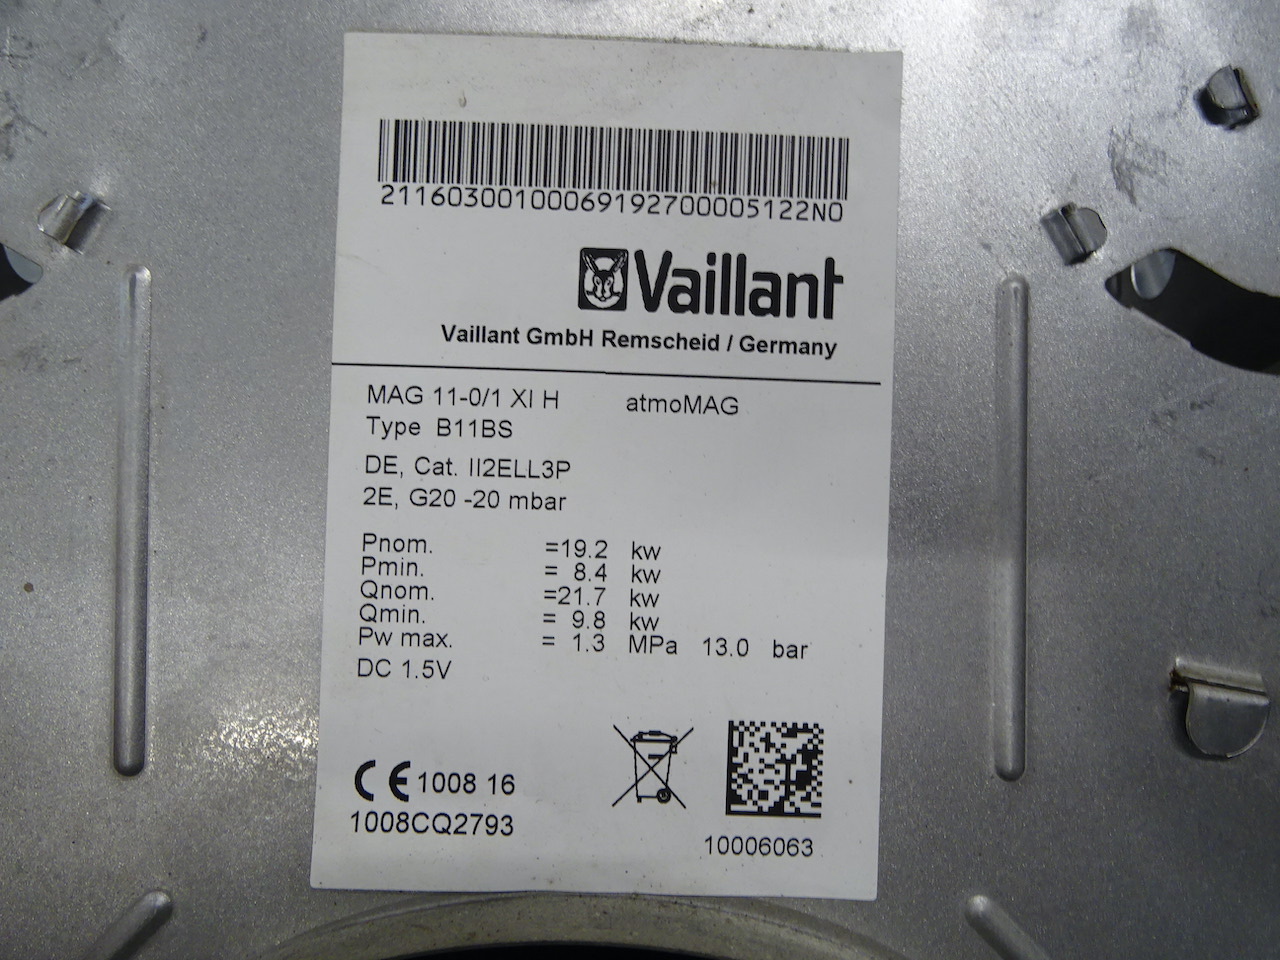 21160300100069192700005122N0
Vaillant
Vaillant GmbH Remscheid / Germany
MAG 11-0/1 XI H atmoMAG
Type B11BS
DE, Cat. II2ELL3P
2E, G20 -20 mbar
Pnom. =19.2 kw
Pmin. = 8.4 kw
Qnom. =21.7 kw
Qmin. = 9.8 kw
Pw max. = 1.3 MPa 13.0 bar
DC 1.5V
CE 1008 16
1008CQ2793
10006063